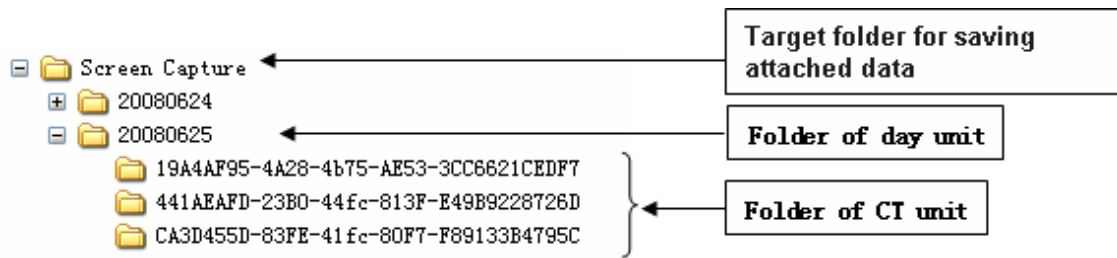 Target folder for saving
attached data
Screen Capture
20080624
20080625
Folder of day unit
19A4AF95-4A28-4b75-AE53-3CC6621CEDF7
441AEAFD-23B0-44fc-813F-E49B9228726D
CA3D455D-83FE-41fc-80F7-F89133B4795C
Folder of CT unit